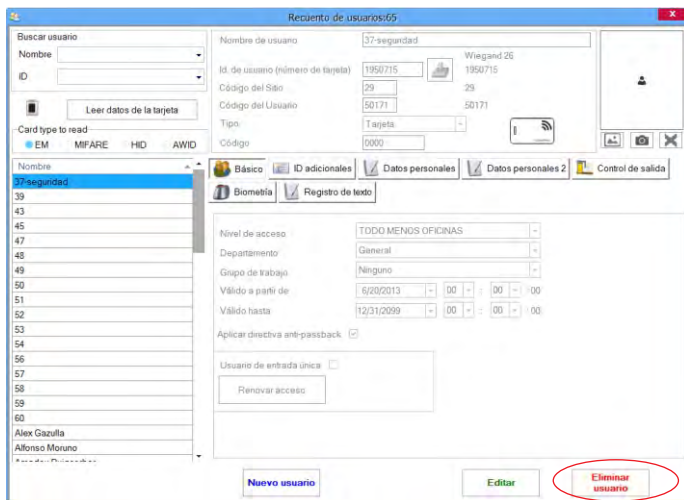 Recuento de usuarios:65
Buscar usuario
Nombre
ID
Leer datos de la tarjeta
Card type to read
EM MIFARE HID AWID
Nombre
37-seguridad
39
43
45
47
48
49
50
51
52
53
54
56
57
58
59
60
Alex Gazulla
Alfonso Moruno
Nombre de usuario 37-seguridad
Wiegand 26
Id. de usuario (número de tarjeta) 1950715 1950715
Código del Sitio 29 29
Código del Usuario 50171 50171
Tipo: Tarjeta
Código 0000
Básico ID adicionales Datos personales Datos personales 2 Control de salida
Biometría Registro de texto
Nivel de acceso TODO MENOS OFICINAS
Departamento General
Grupo de trabajo Ninguno
Válido a partir de 6/20/2013 00 : 00 :00
Válido hasta 12/31/2099 00 : 00 :00
Aplicar directiva anti-passback
Usuario de entrada única
Renovar acceso
Nuevo usuario Editar Eliminar
usuario